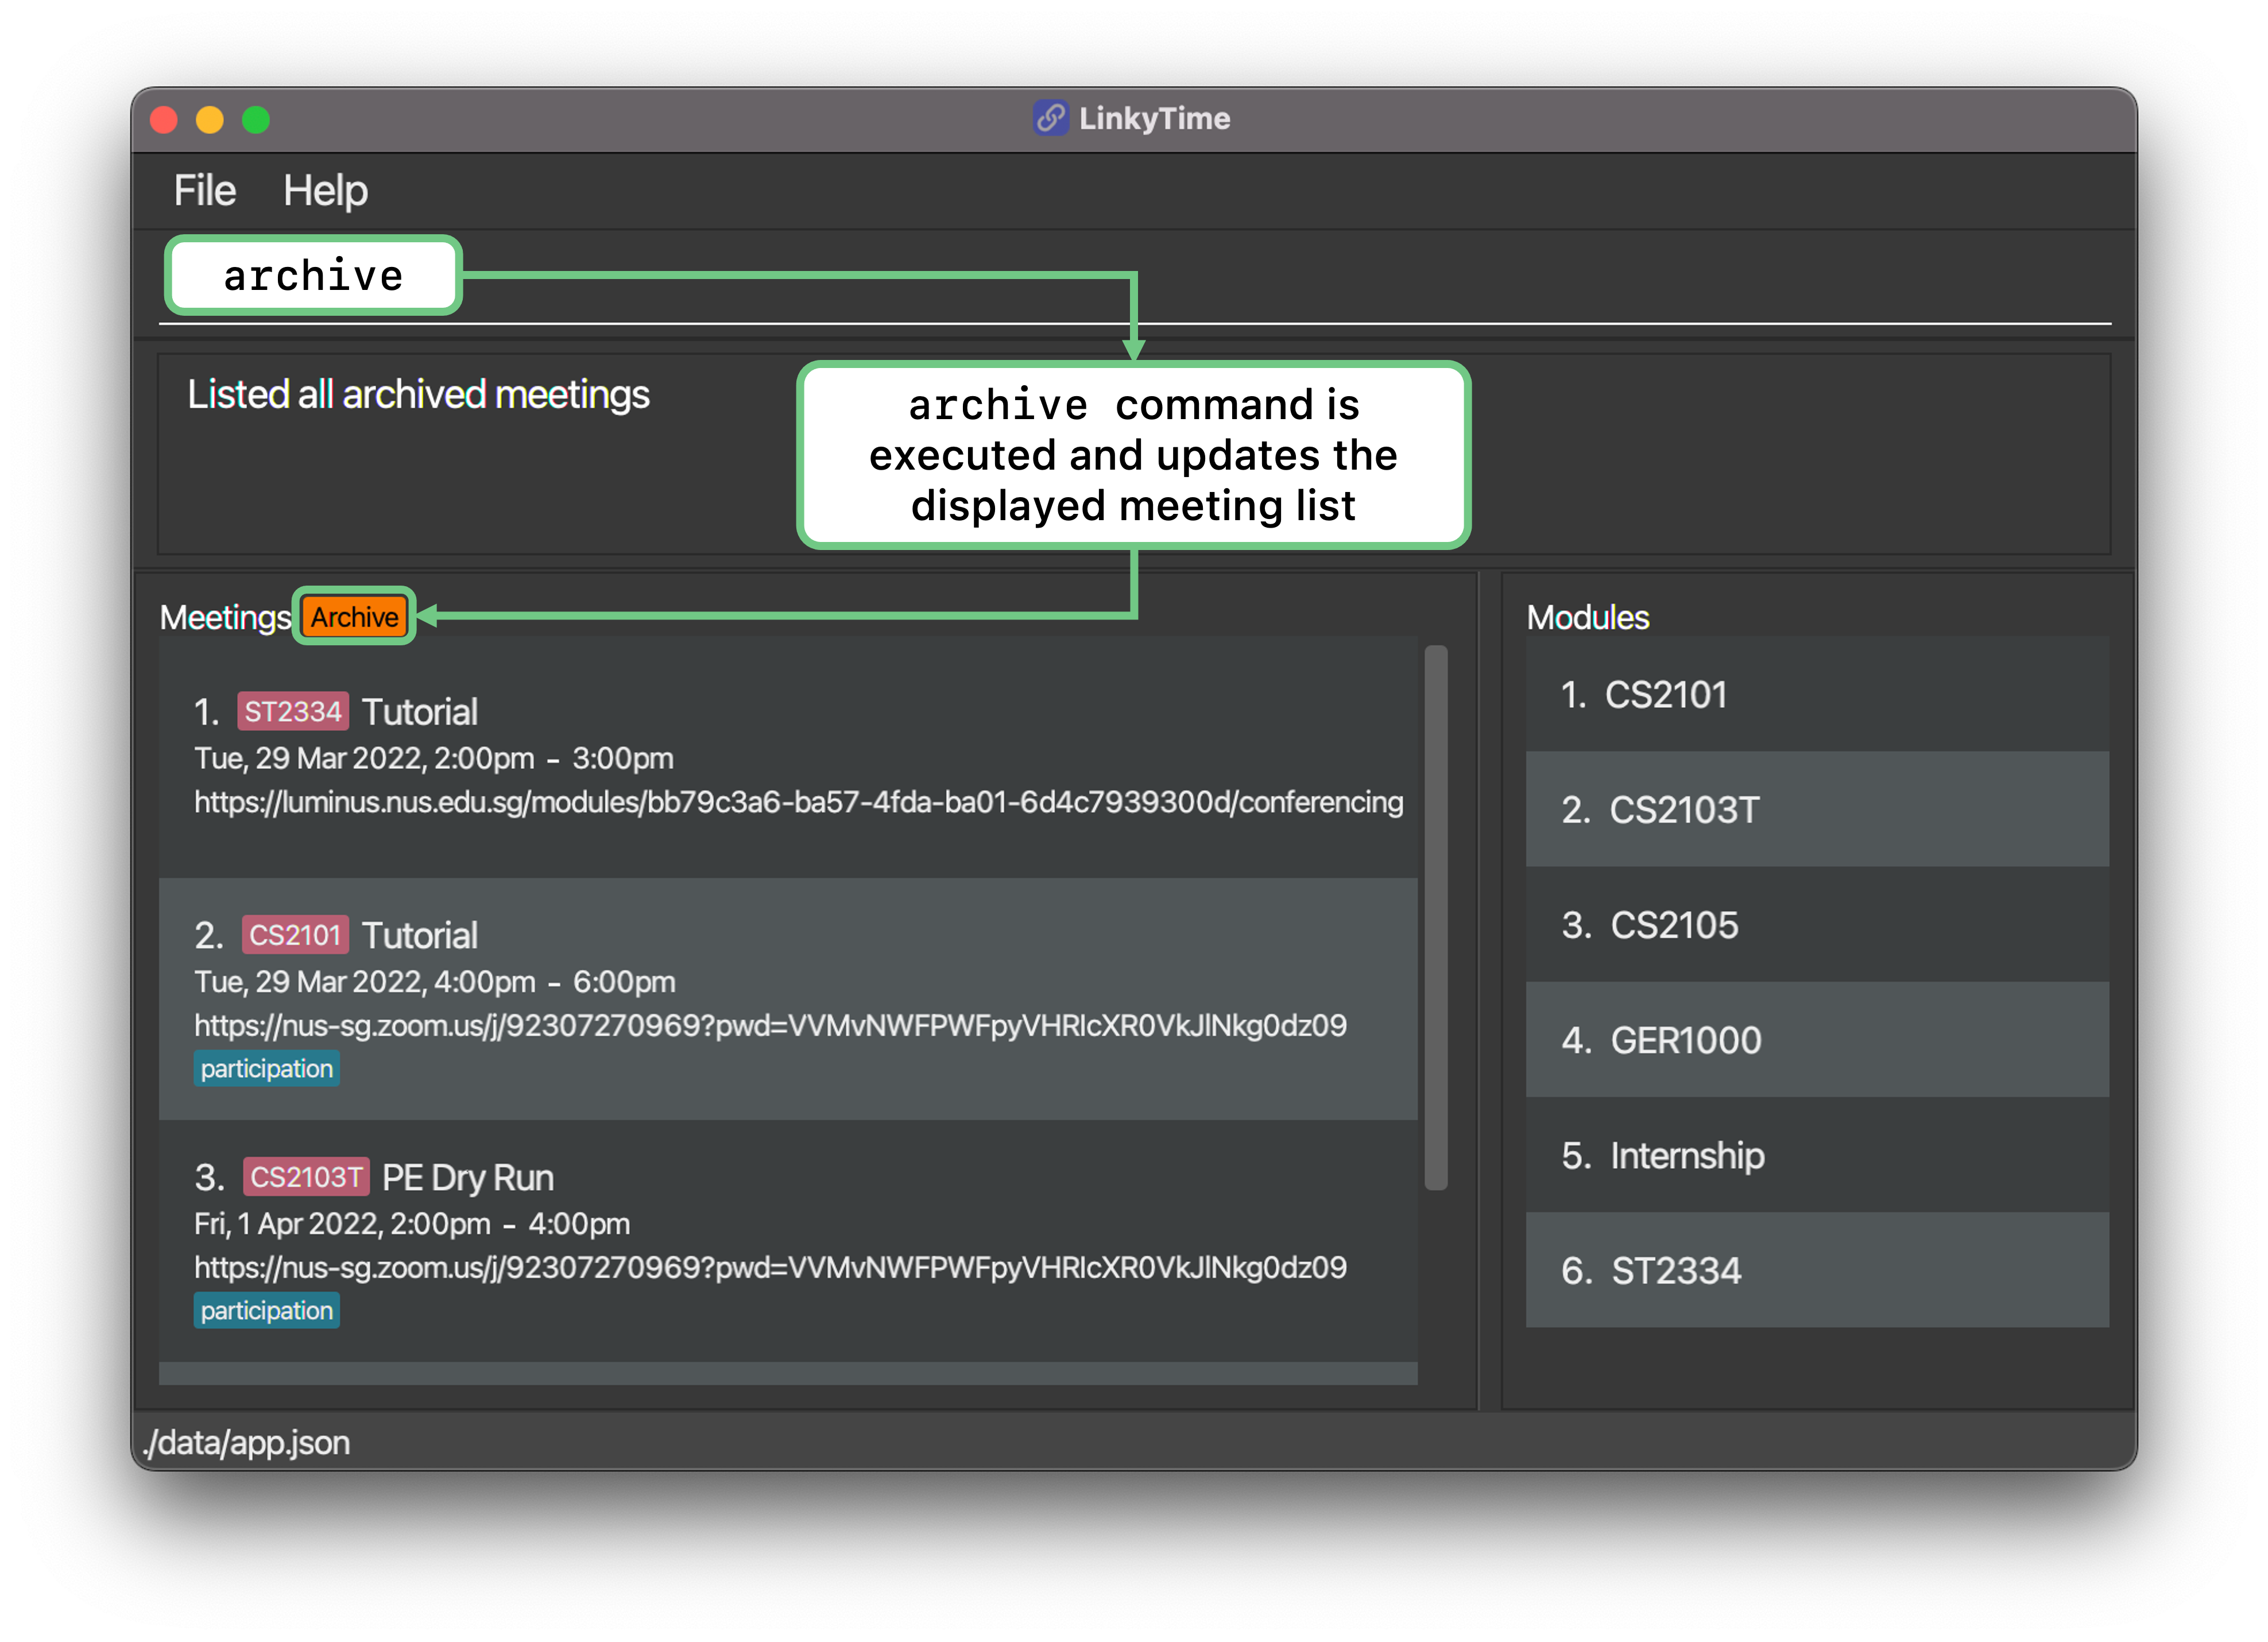 LinkyTime
File Help
archive
Listed all archived meetings
archive command is
executed and updates the
displayed meeting list
Meetings Archive
1. ST2334 Tutorial
Tue, 29 Mar 2022, 2:00pm - 3:00pm
https://luminus.nus.edu.sg/modules/bb79c3a6-ba57-4fda-ba01-6d4c7939300d/conferencing
2. CS2101 Tutorial
Tue, 29 Mar 2022, 4:00pm - 6:00pm
https://nus-sg.zoom.us/j/92307270969?pwd=VVMvNWFPWFpyVHRIcXR0VkJlNkg0dz09
participation
3. CS2103T PE Dry Run
Fri, 1 Apr 2022, 2:00pm - 4:00pm
https://nus-sg.zoom.us/j/92307270969?pwd=VVMvNWFPWFpyVHRIcXR0VkJlNkg0dz09
participation
Modules
1. CS2101
2. CS2103T
3. CS2105
4. GER1000
5. Internship
6. ST2334
./data/app.json